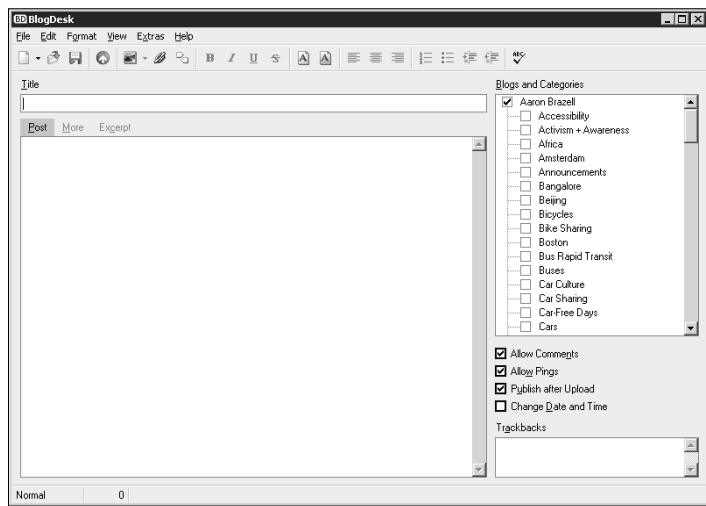 BD BlogDesk
File Edit Format View Extras Help
B I U S A A ABC
Title
Blogs and Categories
Aaron Brazell
Post More Excerpt
Accessibility
Activism + Awareness
Africa
Amsterdam
Announcements
Bangalore
Beijing
Bicycles
Bike Sharing
Boston
Bus Rapid Transit
Buses
Car Culture
Car Sharing
Car-Free Days
Cars
Allow Comments
Allow Pings
Publish after Upload
Change Date and Time
Trackbacks
Normal 0